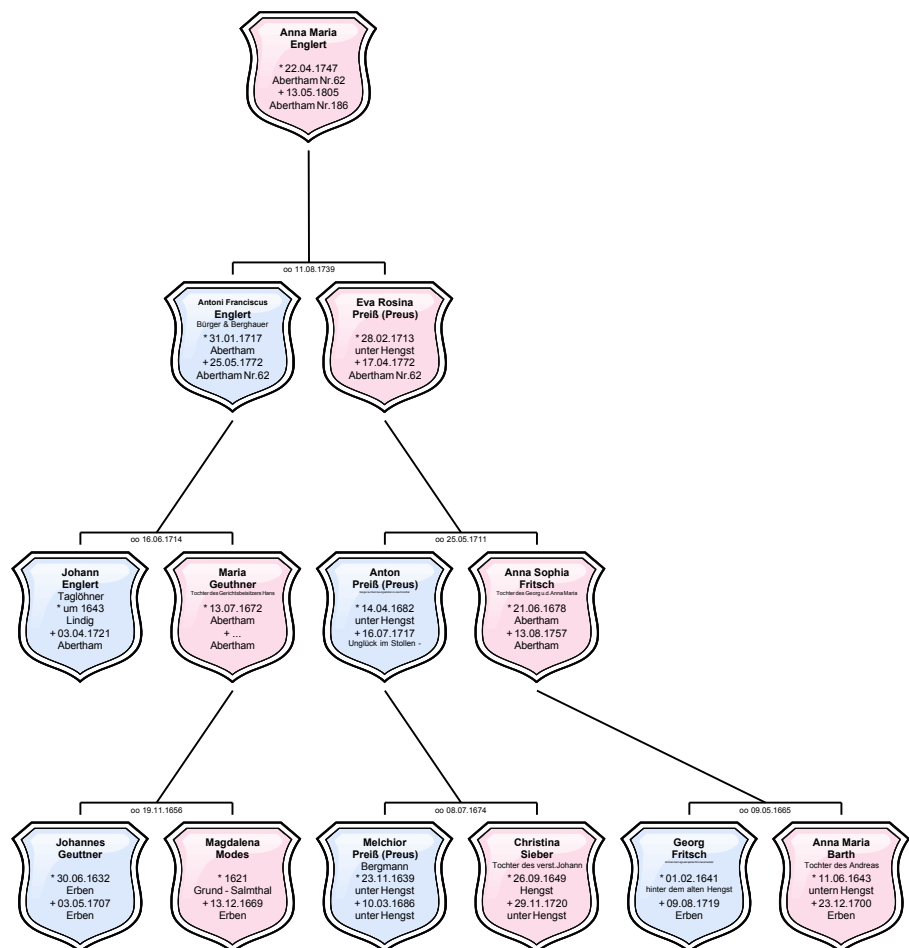 Anna Maria
Englert
* 22.04.1747
Abertham Nr.62
+ 13.05.1805
Abertham Nr.186
oo 11.08.1739
Antoni Franciscus
Englert
Bürger & Berghauer
* 31.01.1717
Abertham
+ 25.05.1772
Abertham Nr.62
Eva Rosina
Preiß (Preus)
* 28.02.1713
unter Hengst
+ 17.04.1772
Abertham Nr.62
oo 16.06.1714
oo 25.05.1711
Johann
Englert
Taglöhner
* um 1643
Lindig
+ 03.04.1721
Abertham
Maria
Geuthner
Tochter des Gerichtsbeisitzers Hans
* 13.07.1672
Abertham
+ ...
Abertham
Anton
Preiß (Preus)
* 14.04.1682
unter Hengst
+ 16.07.1717
Unglück im Stollen -
Anna Sophia
Fritsch
Tochter des Georg u.d. Anna Maria
* 21.06.1678
Abertham
+ 13.08.1757
Abertham
oo 19.11.1656
oo 08.07.1674
oo 09.05.1665
Johannes
Geuttner
* 30.06.1632
Erben
+ 03.05.1707
Erben
Magdalena
Modes
* 1621
Grund - Salmthal
+ 13.12.1669
Erben
Melchior
Preiß (Preus)
Bergmann
* 23.11.1639
unter Hengst
+ 10.03.1686
unter Hengst
Christina
Sieber
Tochter des verst.Johann
* 26.09.1649
Hengst
+ 29.11.1720
unter Hengst
Georg
Fritsch
* 01.02.1641
hinter dem alten Hengst
+ 09.08.1719
Erben
Anna Maria
Barth
Tochter des Andreas
* 11.06.1643
untern Hengst
+ 23.12.1700
Erben